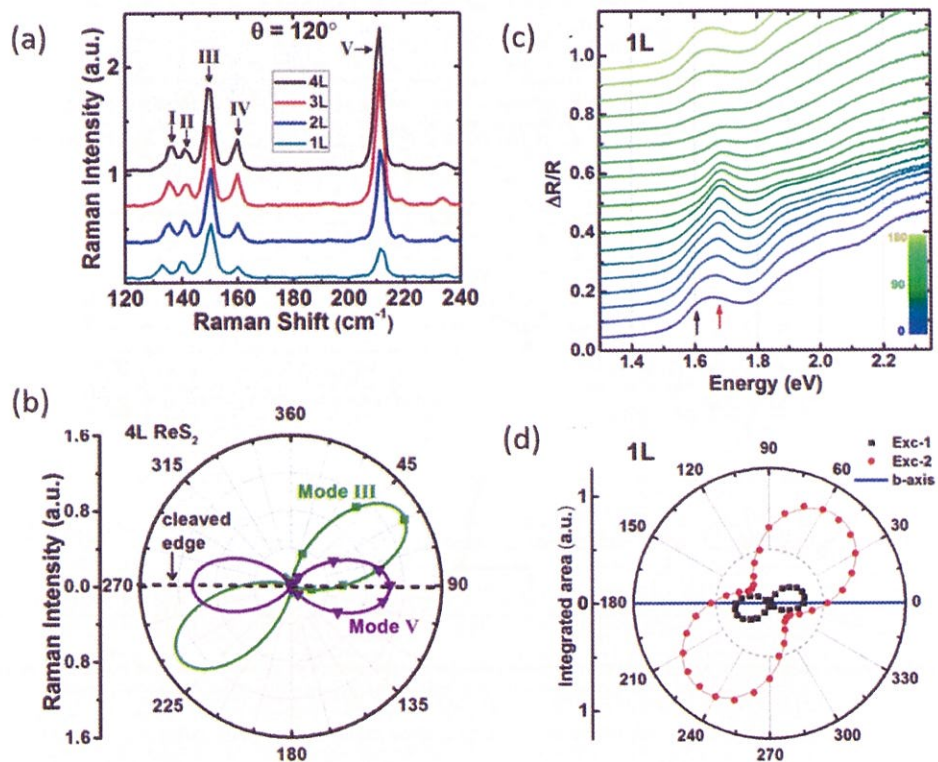 (a)
θ = 120°
V
III
I
II
IV
4L
3L
2L
1L
2
1
Raman Intensity (a.u.)
120 140 160 180 200 220 240
Raman Shift (cm⁻¹)
(c)
1L
1.0
0.8
0.6
0.4
0.2
0.0
ΔR/R
180
90
0
1.4 1.6 1.8 2.0 2.2
Energy (eV)
(b)
4L ReS₂
360
45
90
135
180
225
270
315
1.6
0.8
0.0
0.8
1.6
Raman Intensity (a.u.)
cleaved
edge
Mode III
Mode V
(d)
1L
Exc-1
Exc-2
b-axis
90
60
30
0
330
300
270
240
210
180
150
120
1
0
1
Integrated area (a.u.)